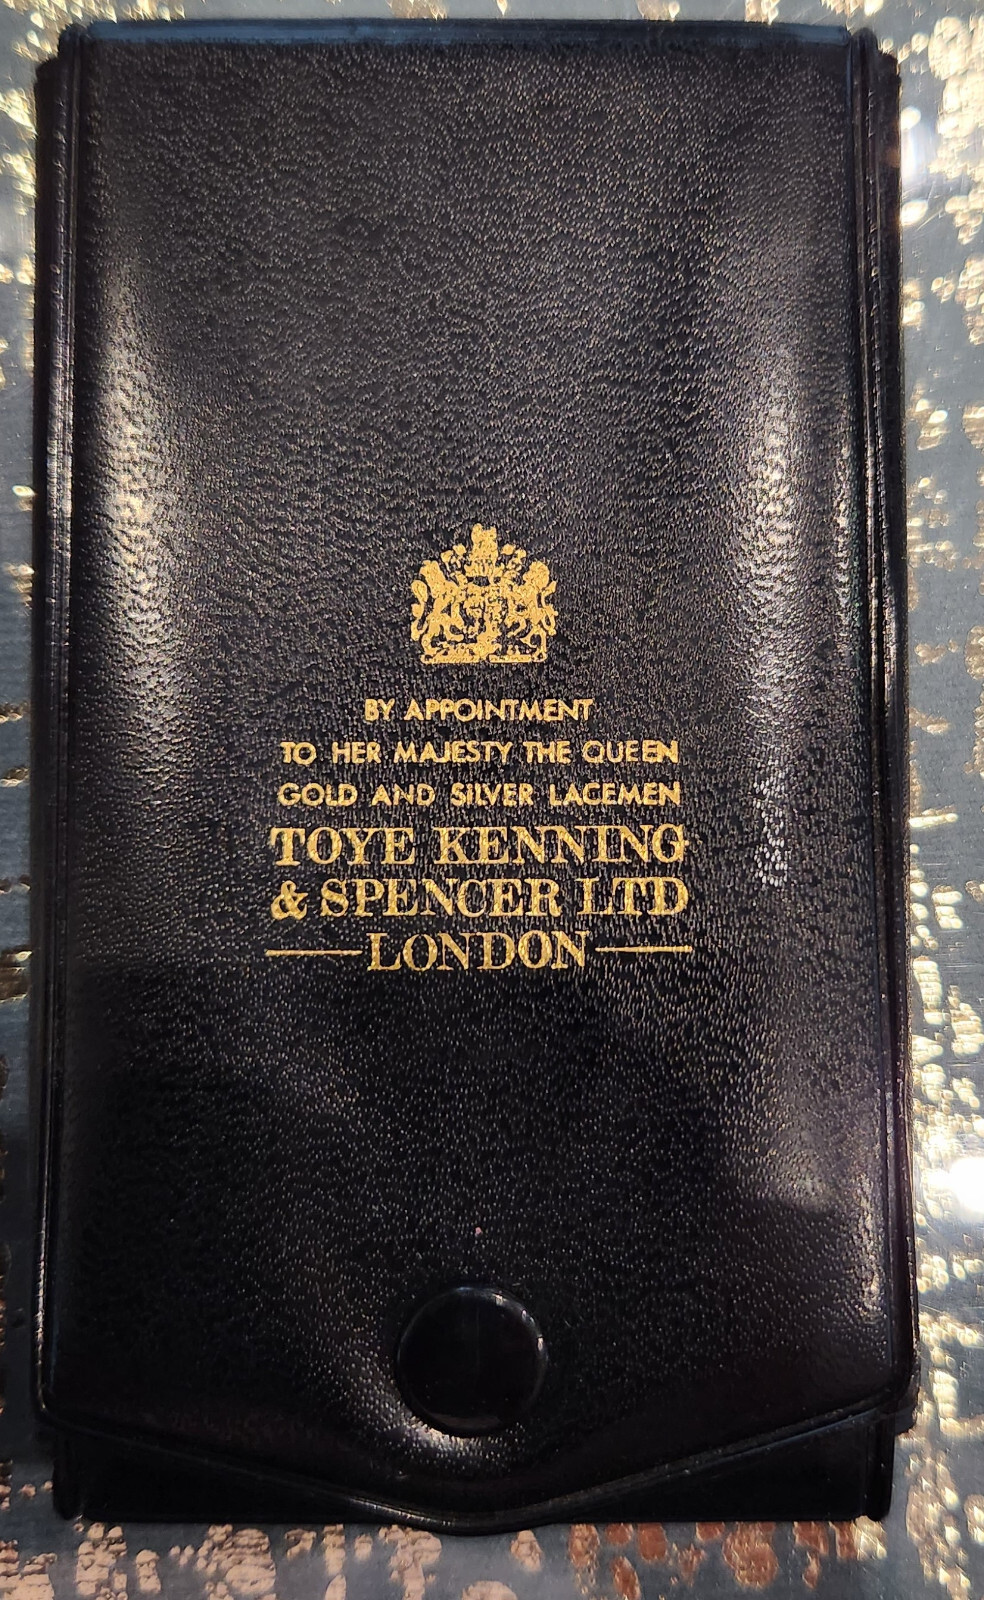 BY APPOINTMENT
TO HER MAJESTY THE QUEEN
GOLD AND SILVER LACEMEN
TOYE KENNING
& SPENCER LTD
LONDON